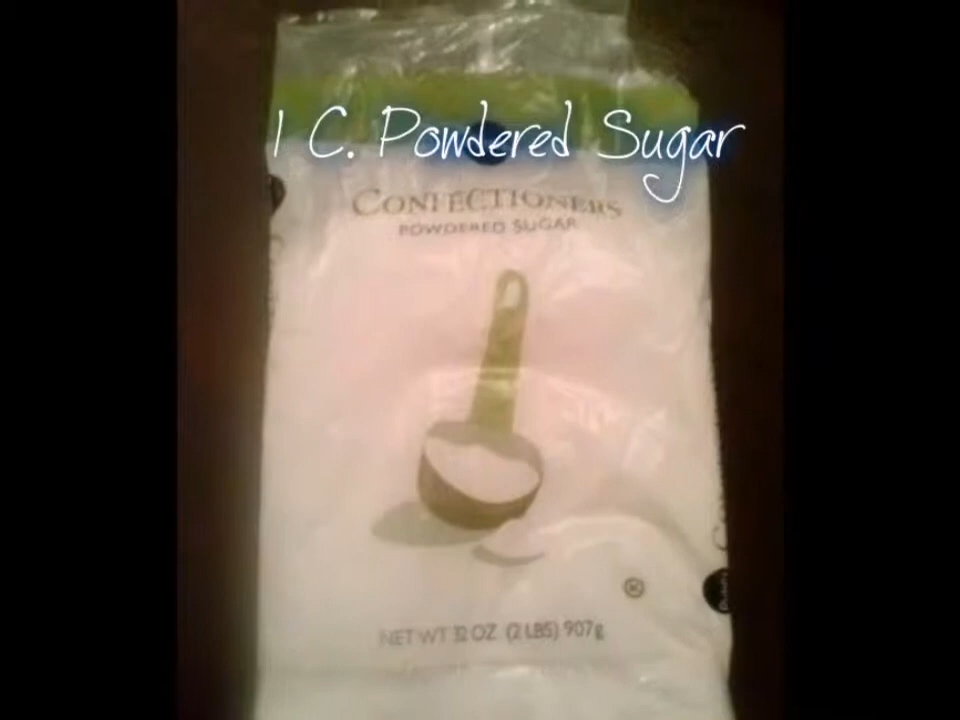 1 C. Powdered Sugar
CONFECTIONERS
POWDERED SUGAR
NET WT 32 OZ (2 LBS) 907g